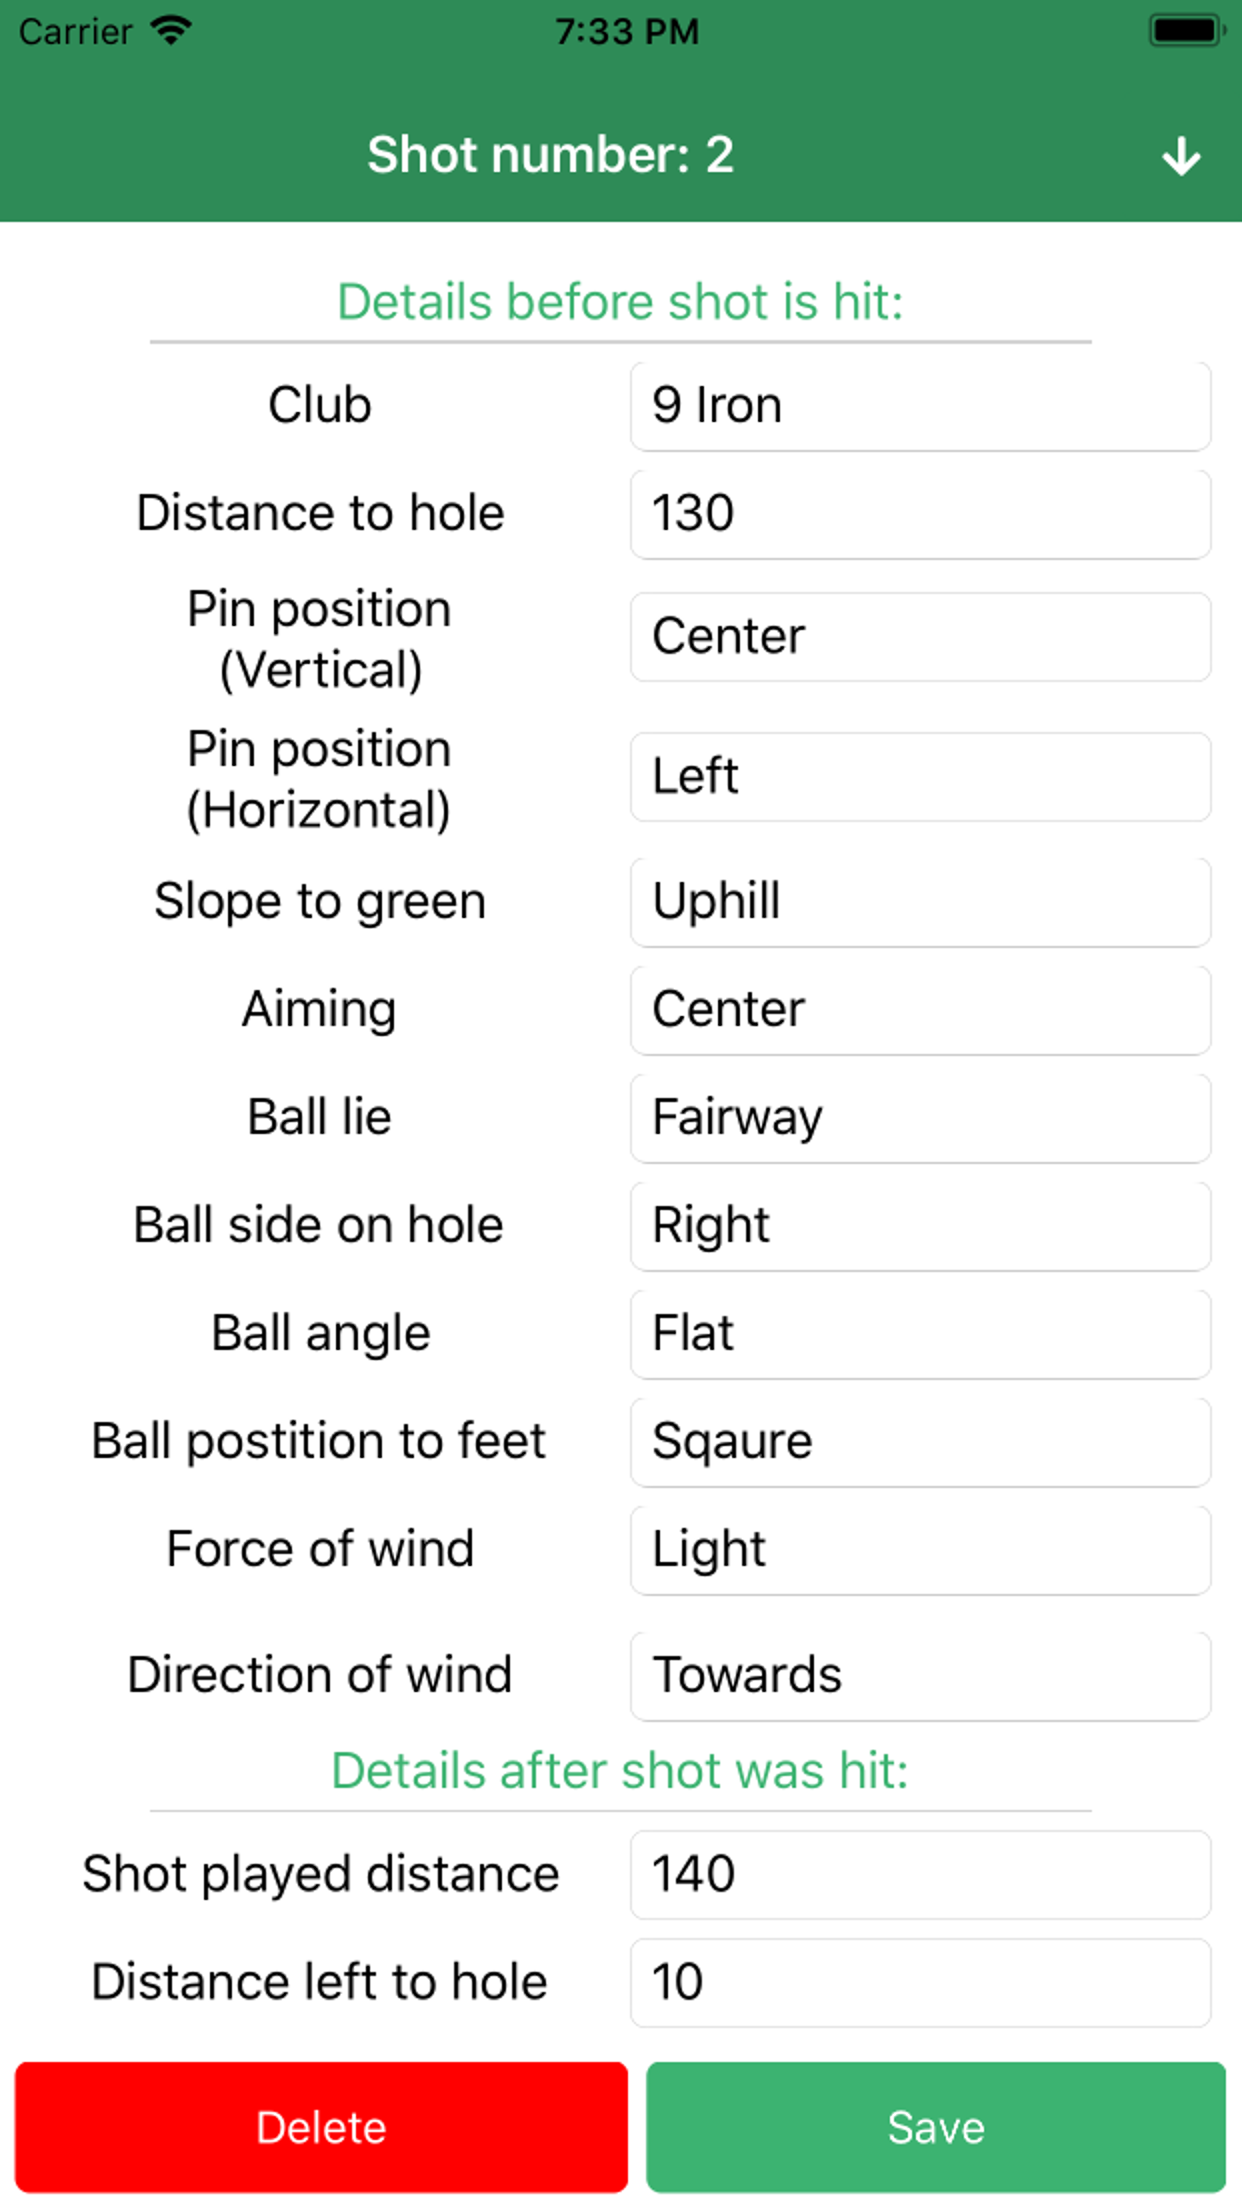 Carrier 7:33 PM
Shot number: 2
Details before shot is hit:
Club 9 Iron
Distance to hole 130
Pin position
(Vertical) Center
Pin position
(Horizontal) Left
Slope to green Uphill
Aiming Center
Ball lie Fairway
Ball side on hole Right
Ball angle Flat
Ball postition to feet Sqaure
Force of wind Light
Direction of wind Towards
Details after shot was hit:
Shot played distance 140
Distance left to hole 10
Delete Save